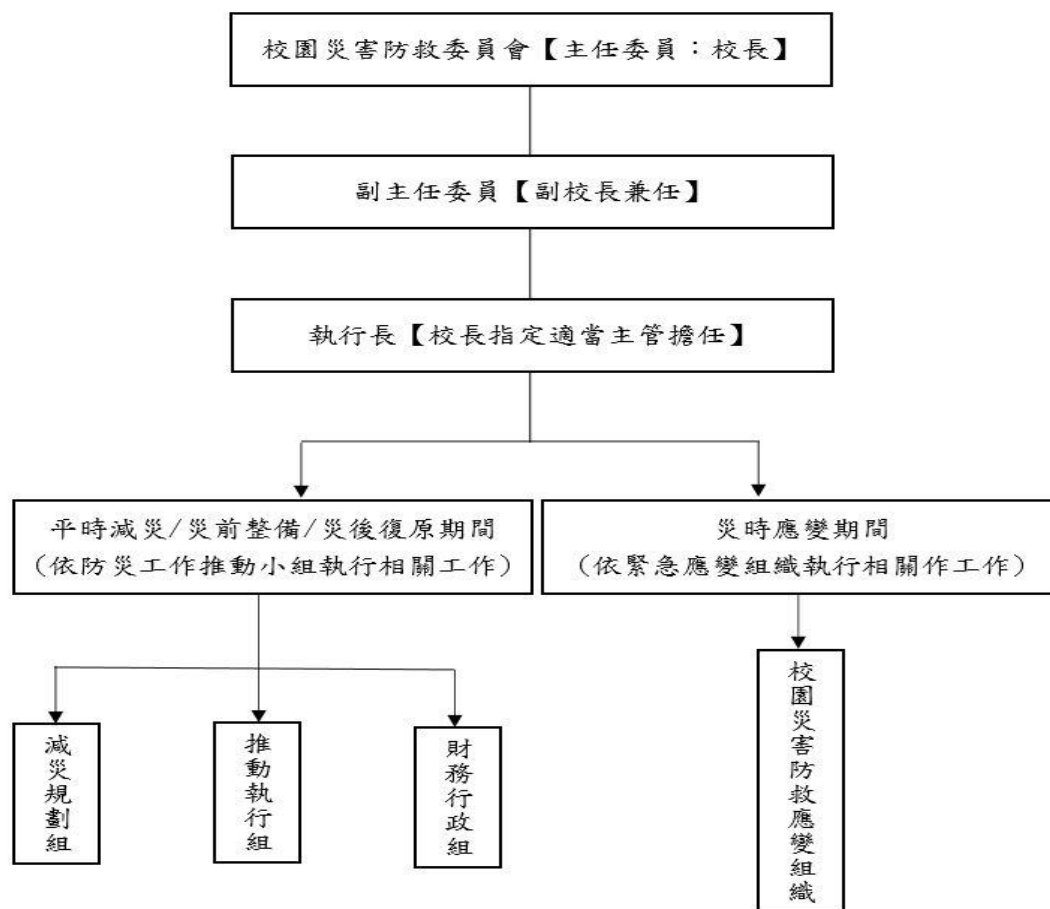 校園災害防救委員會【主任委員：校長】
副主任委員【副校長兼任】
執行長【校長指定適當主管擔任】
平時減災/災前整備/災後復原期間
（依防災工作推動小組執行相關工作）
災時應變期間
（依緊急應變組織執行相關作工作）
減災規劃組
推動執行組
財務行政組
校園災害防救應變組織